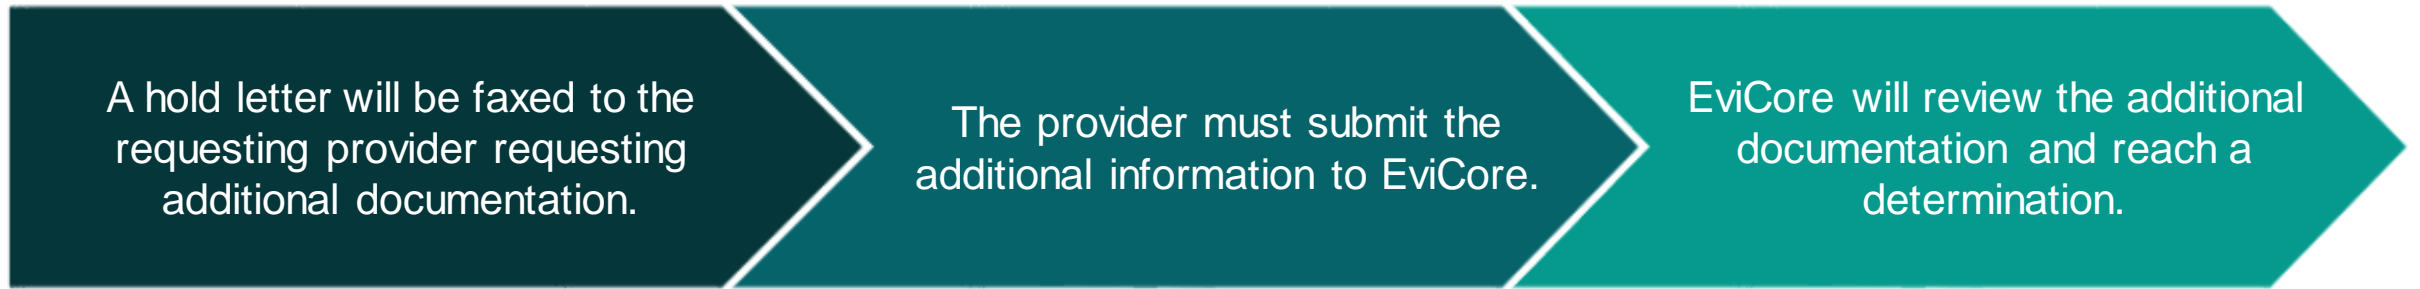 A hold letter will be faxed to the
requesting provider requesting
additional documentation.
The provider must submit the
additional information to EviCore.
EviCore will review the additional
documentation and reach a
determination.